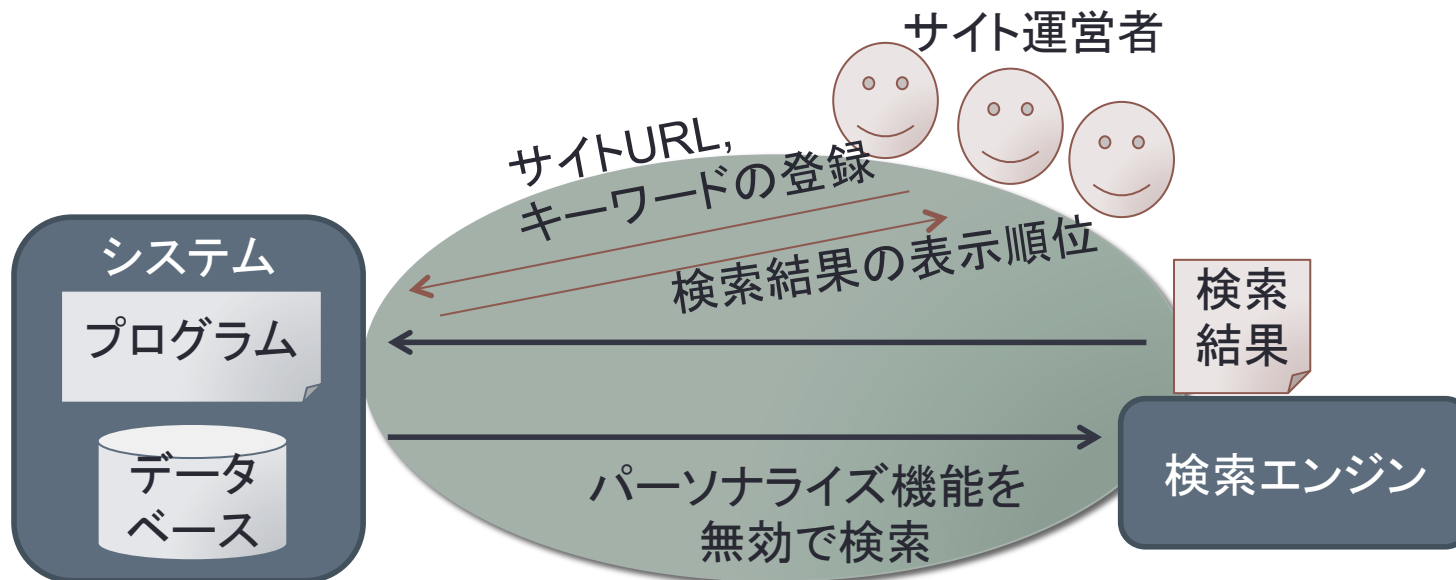 サイト運営者
サイトURL,
キーワードの登録
検索結果の表示順位
システム
プログラム
データ
ベース
検索
結果
検索エンジン
パーソナライズ機能を
無効で検索